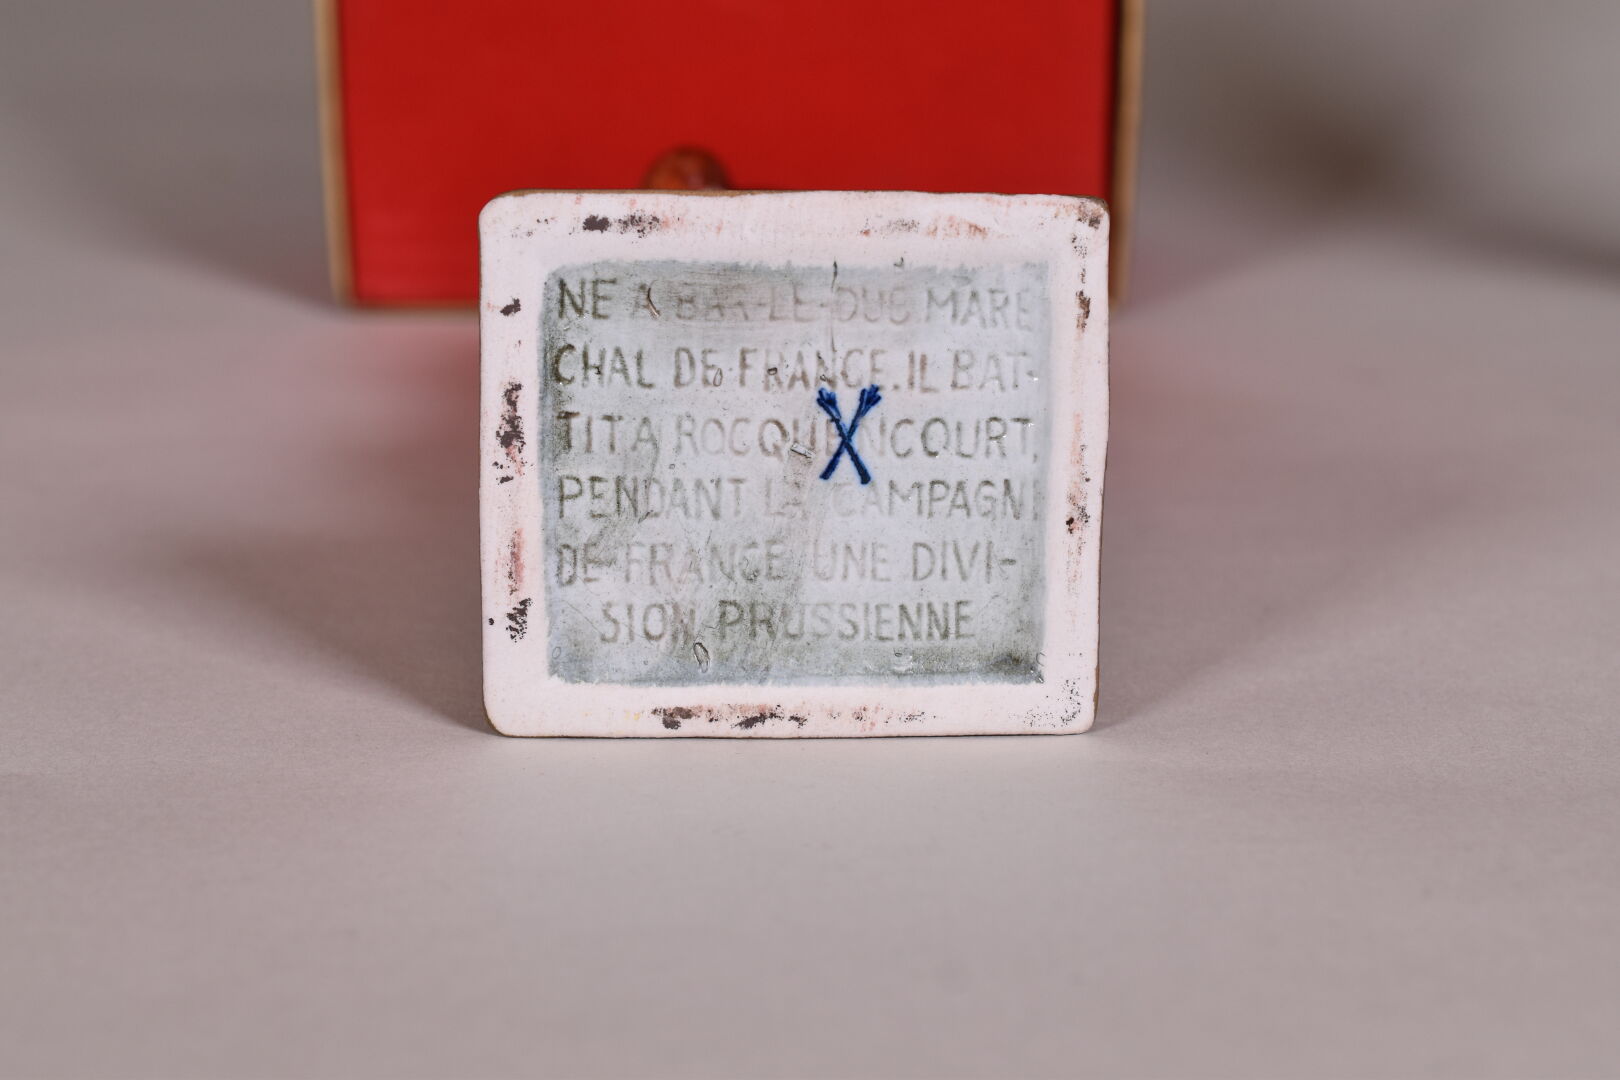 NE A BAR-LE-DUC MARE
CHAL DE FRANCE. IL BAT-
TIT A ROCQUENCOURT,
PENDANT LA CAMPAGNE
DE FRANCE UNE DIVI-
SION PRUSSIENNE